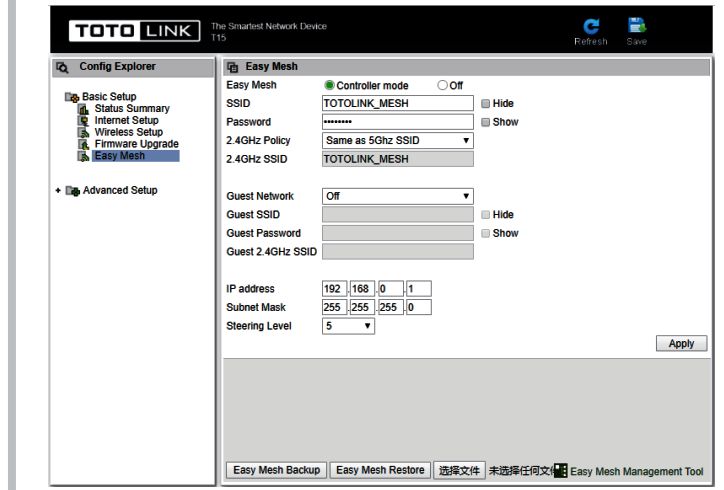 TOTO LINK The Smartest Network Device
T15
Refresh Save
Config Explorer
Basic Setup
Status Summary
Internet Setup
Wireless Setup
Firmware Upgrade
Easy Mesh
+ Advanced Setup
Easy Mesh
Easy Mesh Controller mode Off
SSID TOTOLINK_MESH Hide
Password •••••••• Show
2.4GHz Policy Same as 5Ghz SSID ▼
2.4GHz SSID TOTOLINK_MESH
Guest Network Off ▼
Guest SSID Hide
Guest Password Show
Guest 2.4GHz SSID
IP address 192 .168 .0 .1
Subnet Mask 255 .255 .255 .0
Steering Level 5 ▼
Apply
Easy Mesh Backup Easy Mesh Restore 选择文件 未选择任何文件 Easy Mesh Management Tool